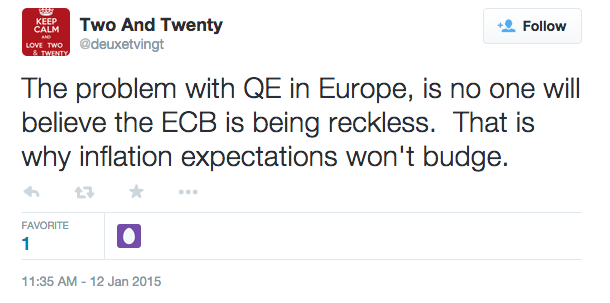 KEEP
CALM
AND
LOVE TWO
& TWENTY
Two And Twenty
@deuxetvingt
Follow
The problem with QE in Europe, is no one will
believe the ECB is being reckless.  That is
why inflation expectations won't budge.
FAVORITE
1
11:35 AM - 12 Jan 2015